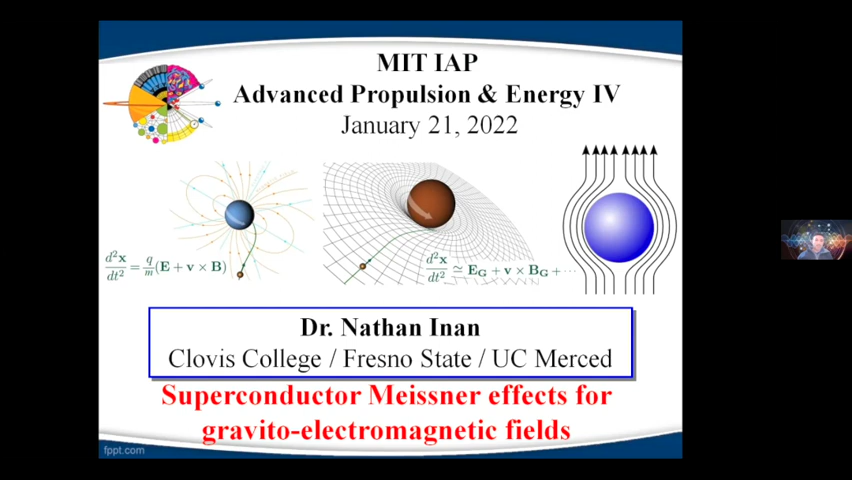 MIT IAP
Advanced Propulsion & Energy IV
January 21, 2022
d²x/dt² = q/m (E + v × B)
d²x/dt² ≃ E_G + v × B_G + ···
Dr. Nathan Inan
Clovis College / Fresno State / UC Merced
Superconductor Meissner effects for
gravito-electromagnetic fields
fppt.com